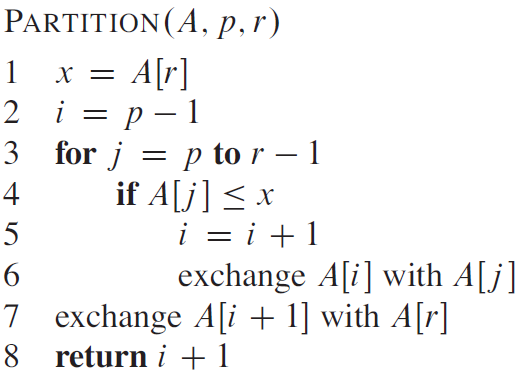 PARTITION(A, p, r)
1 x = A[r]
2 i = p − 1
3 for j = p to r − 1
4 if A[j] ≤ x
5 i = i + 1
6 exchange A[i] with A[j]
7 exchange A[i + 1] with A[r]
8 return i + 1